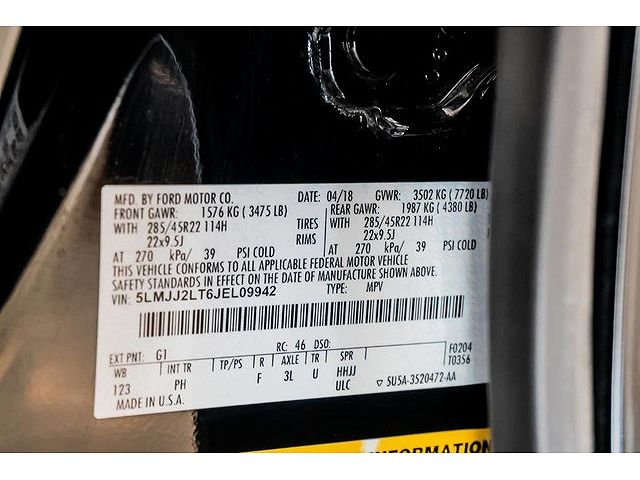 MFD. BY FORD MOTOR CO. DATE: 04/18 GVWR: 3502 KG (7720 LB)
FRONT GAWR: 1576 KG (3475 LB) REAR GAWR: 1987 KG (4380 LB)
WITH 285/45R22 114H TIRES WITH 285/45R22 114H
22x9.5J RIMS 22x9.5J
AT 270 kPa/ 39 PSI COLD AT 270 kPa/ 39 PSI COLD
THIS VEHICLE CONFORMS TO ALL APPLICABLE FEDERAL MOTOR VEHICLE
SAFETY STANDARDS IN EFFECT ON THE DATE OF MANUFACTURE SHOWN ABOVE.
VIN: 5LMJJ2LT6JEL09942 TYPE: MPV
EXT PNT: G1 RC: 46 DSO: F0204
WB INT TR TP/PS R AXLE TR SPR T0356
123 PH F 3L U HHJJ
ULC ▽ 5U5A-3520472-AA
MADE IN U.S.A.
INFORMATION